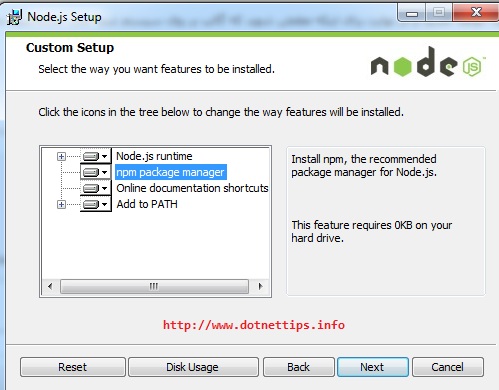 Node.js Setup
Custom Setup
Select the way you want features to be installed.
node
JS
Click the icons in the tree below to change the way features will be installed.
Node.js runtime
npm package manager
Online documentation shortcuts
Add to PATH
Install npm, the recommended
package manager for Node.js.
This feature requires 0KB on your
hard drive.
http://www.dotnettips.info
Reset
Disk Usage
Back
Next
Cancel